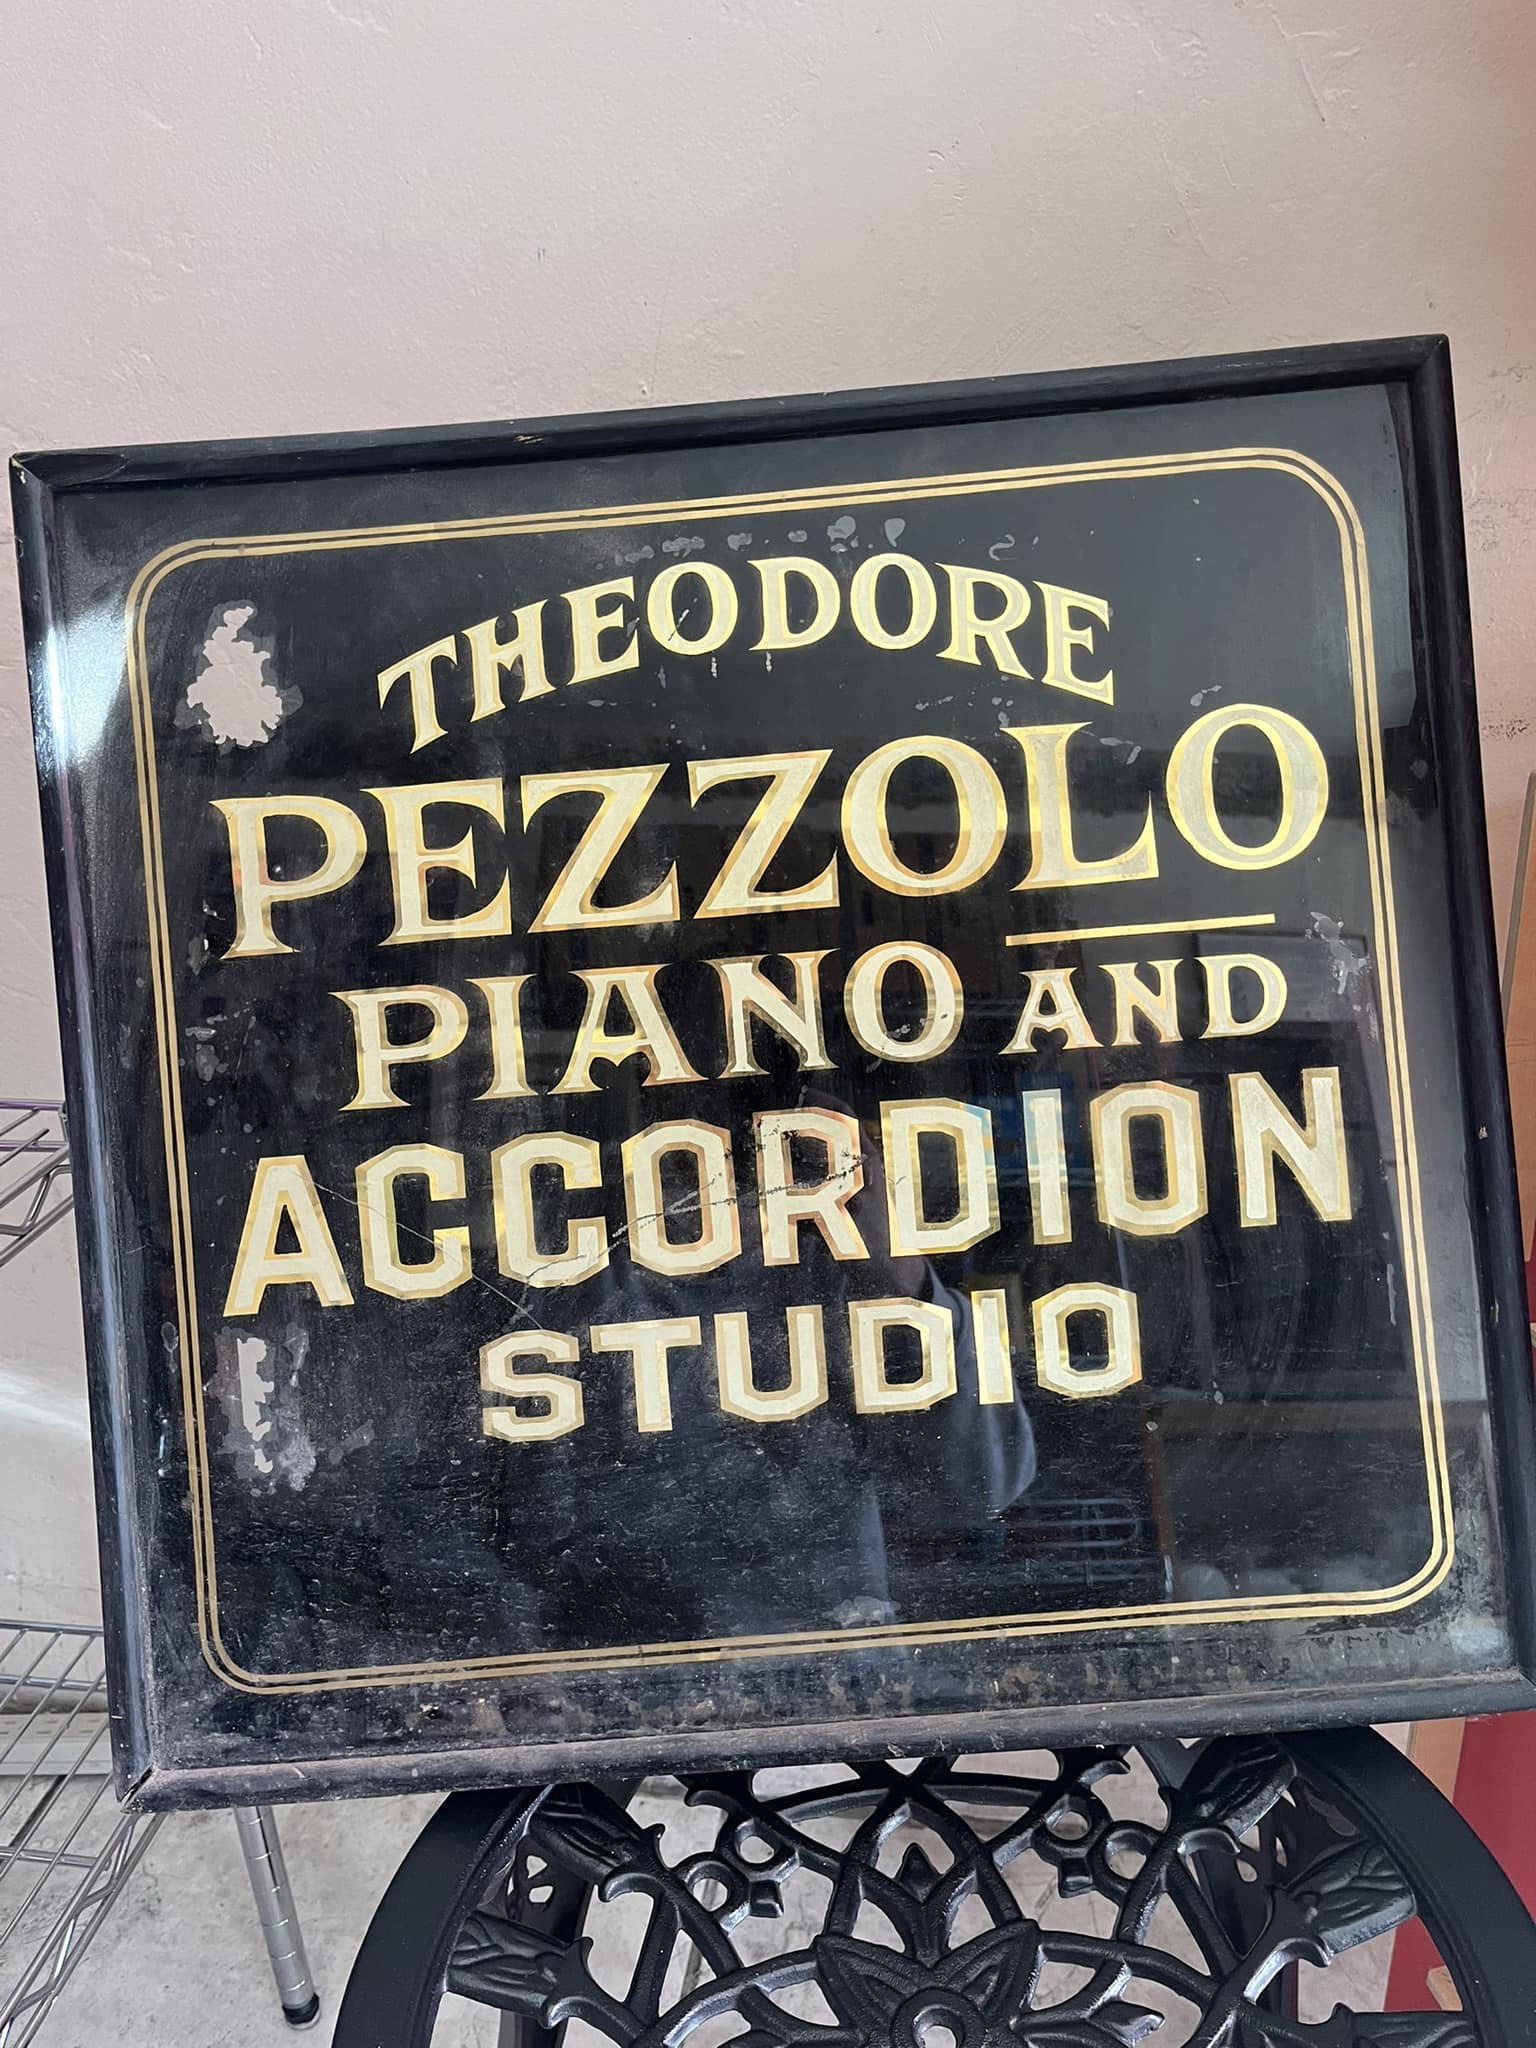 THEODORE
PEZZOLO
PIANO AND
ACCORDION
STUDIO